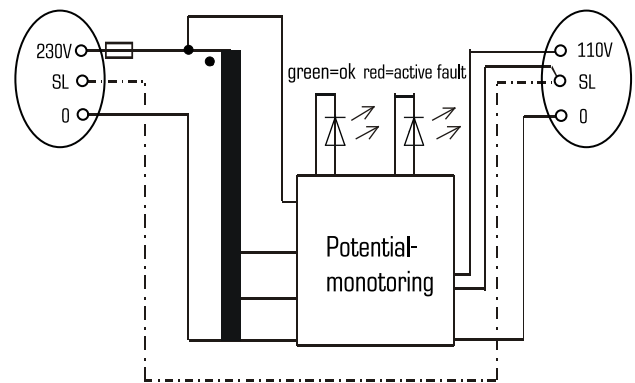 230V
SL
0
green=ok red=active fault
110V
SL
0
Potential-
monotoring